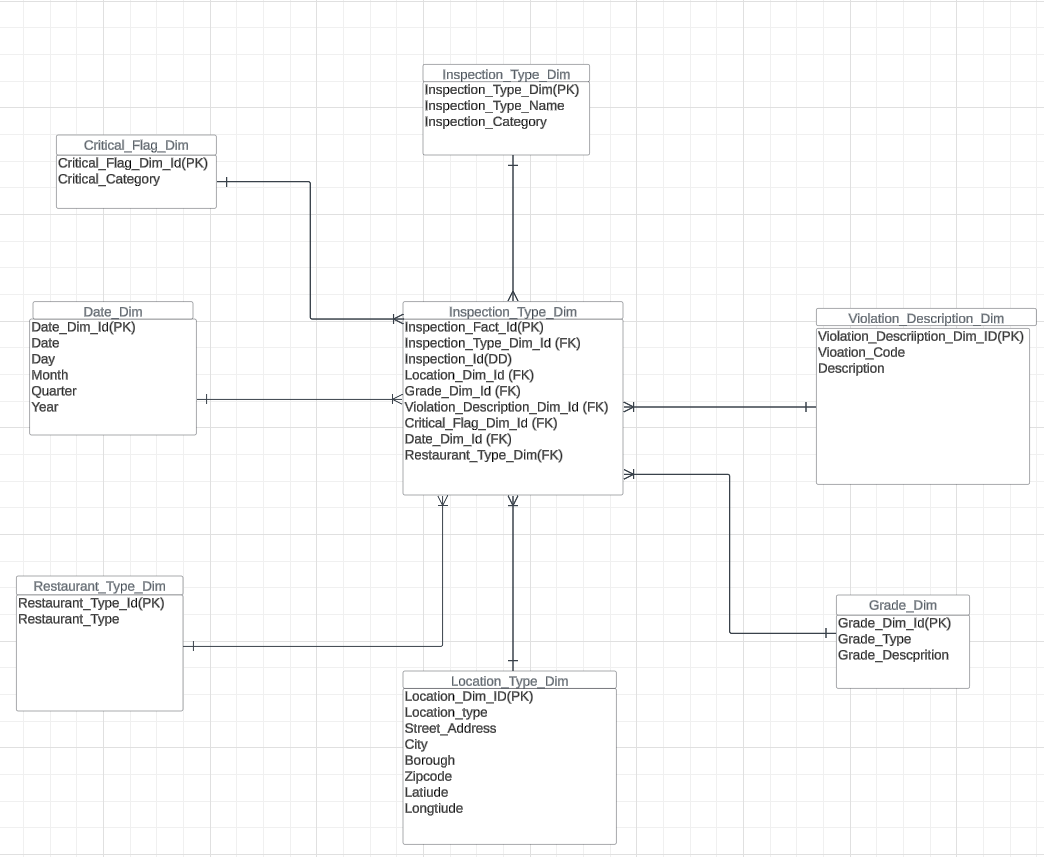 Inspection_Type_Dim
Inspection_Type_Dim(PK)
Inspection_Type_Name
Inspection_Category
Critical_Flag_Dim
Critical_Flag_Dim_Id(PK)
Critical_Category
Date_Dim
Date_Dim_Id(PK)
Date
Day
Month
Quarter
Year
Inspection_Type_Dim
Inspection_Fact_Id(PK)
Inspection_Type_Dim_Id (FK)
Inspection_Id(DD)
Location_Dim_Id (FK)
Grade_Dim_Id (FK)
Violation_Description_Dim_Id (FK)
Critical_Flag_Dim_Id (FK)
Date_Dim_Id (FK)
Restaurant_Type_Dim(FK)
Violation_Description_Dim
Violation_Descriiption_Dim_ID(PK)
Vioation_Code
Description
Restaurant_Type_Dim
Restaurant_Type_Id(PK)
Restaurant_Type
Grade_Dim
Grade_Dim_Id(PK)
Grade_Type
Grade_Descprition
Location_Type_Dim
Location_Dim_ID(PK)
Location_type
Street_Address
City
Borough
Zipcode
Latiude
Longtiude